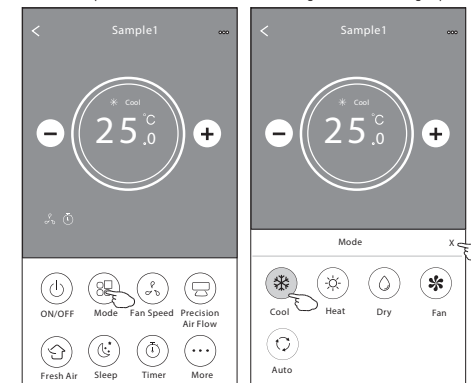 Sample1
Cool
25.0°C
ON/OFF Mode Fan Speed Precision Air Flow
Fresh Air Sleep Timer More
Sample1
Cool
25.0°C
Mode X
Cool Heat Dry Fan
Auto